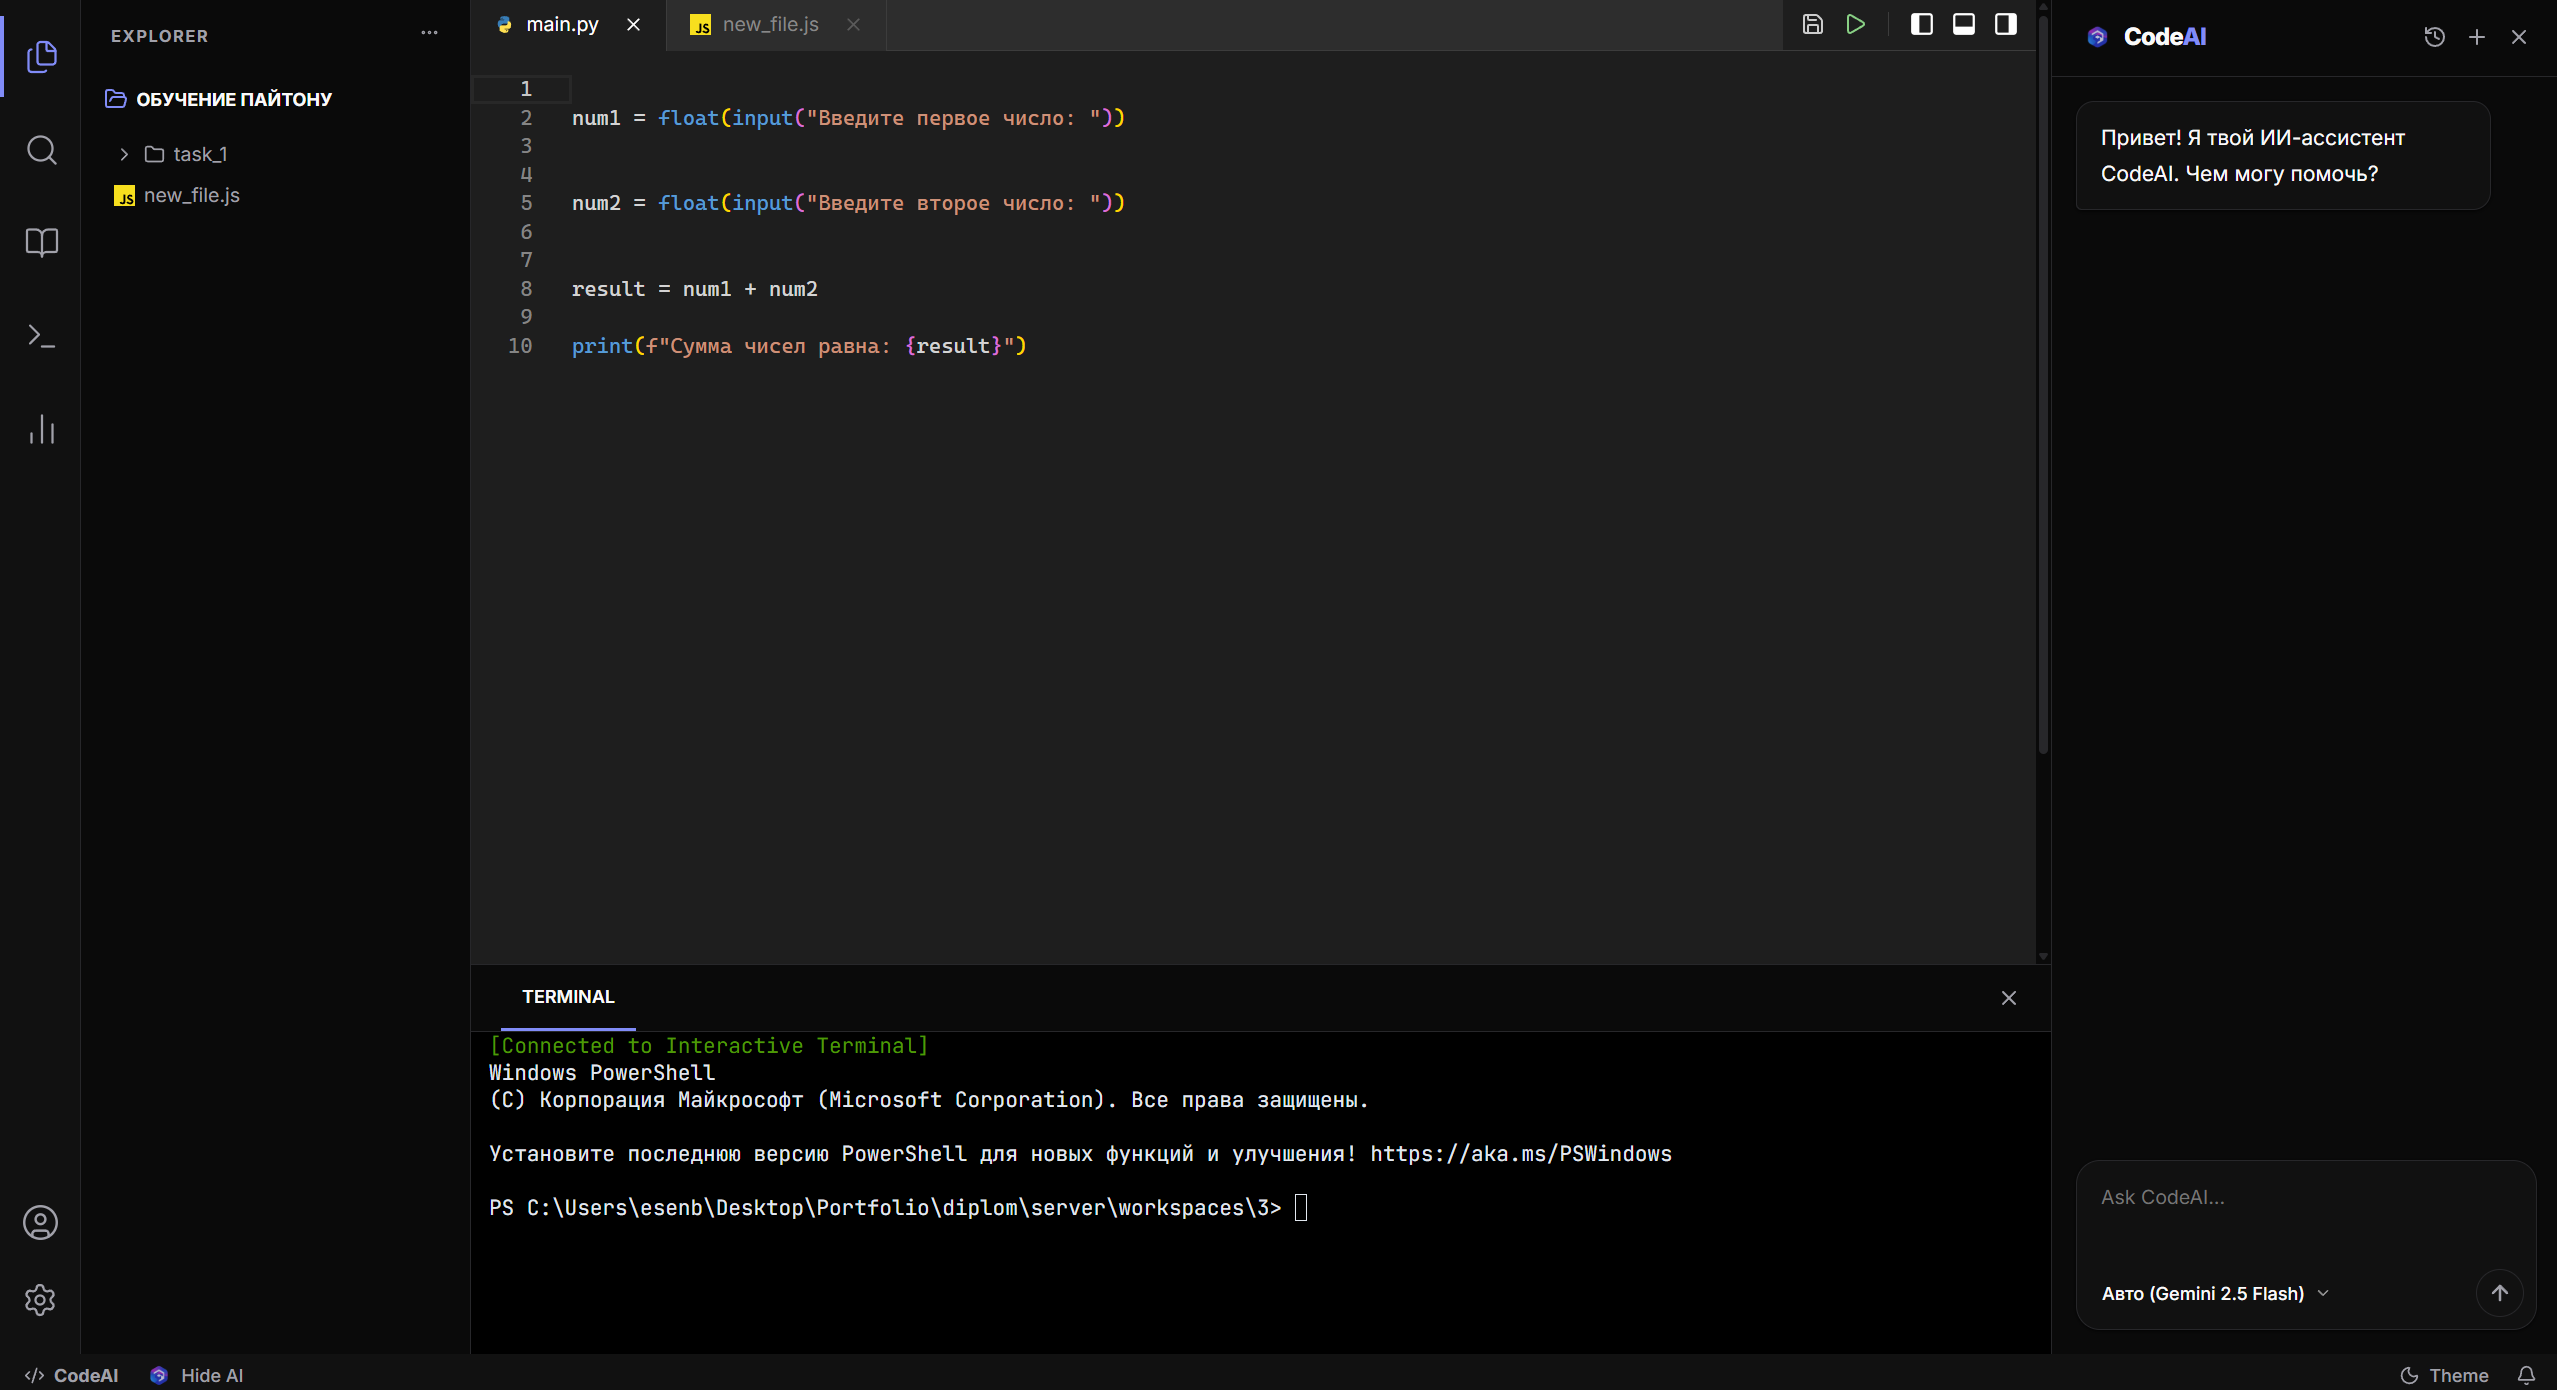 EXPLORER
ОБУЧЕНИЕ ПАЙТОНУ
task_1
JS new_file.js
main.py
JS new_file.js
1
2 num1 = float(input("Введите первое число: "))
3
4
5 num2 = float(input("Введите второе число: "))
6
7
8 result = num1 + num2
9
10 print(f"Сумма чисел равна: {result}")
TERMINAL
[Connected to Interactive Terminal]
Windows PowerShell
(C) Корпорация Майкрософт (Microsoft Corporation). Все права защищены.
Установите последнюю версию PowerShell для новых функций и улучшения! https://aka.ms/PSWindows
PS C:\Users\esenb\Desktop\Portfolio\diplom\server\workspaces\3>
CodeAI
Привет! Я твой ИИ-ассистент
CodeAI. Чем могу помочь?
Ask CodeAI...
Авто (Gemini 2.5 Flash)
</> CodeAI
Hide AI
Theme